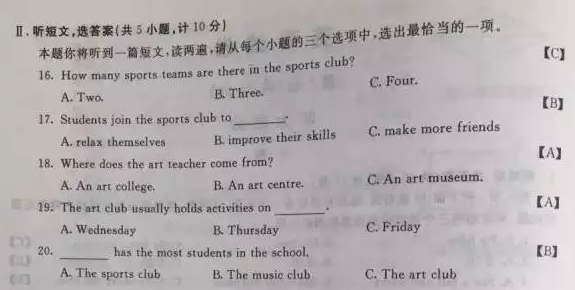 Ⅱ. 听短文,选答案(共 5 小题,计 10 分)
本题你将听到一篇短文,读两遍,请从每个小题的三个选项中,选出最恰当的一项。
16. How many sports teams are there in the sports club? 【C】
A. Two. B. Three. C. Four.
17. Students join the sports club to ______. 【B】
A. relax themselves B. improve their skills C. make more friends
18. Where does the art teacher come from? 【A】
A. An art college. B. An art centre. C. An art museum.
19. The art club usually holds activities on ______. 【A】
A. Wednesday B. Thursday C. Friday
20. ______ has the most students in the school. 【B】
A. The sports club B. The music club C. The art club